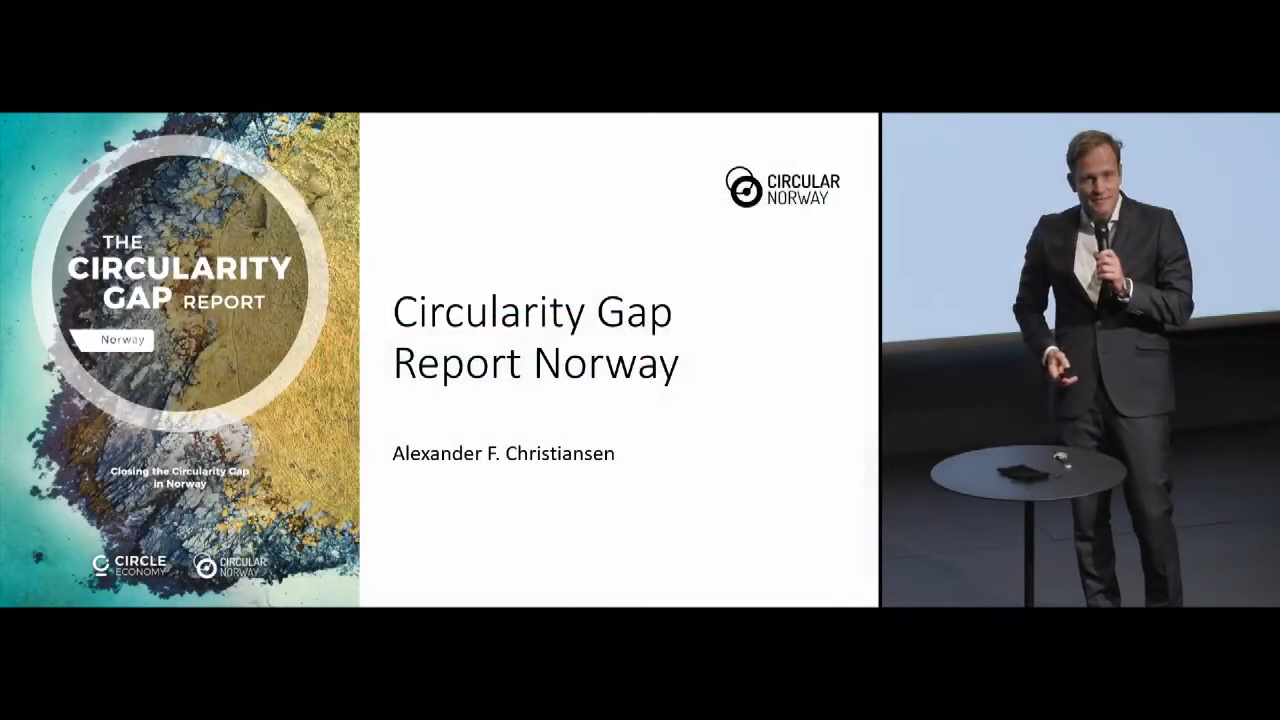 THE
CIRCULARITY
GAP REPORT
Norway
Closing the Circularity Gap
in Norway
CIRCLE
ECONOMY
CIRCULAR
NORWAY
CIRCULAR
NORWAY
Circularity Gap
Report Norway
Alexander F. Christiansen